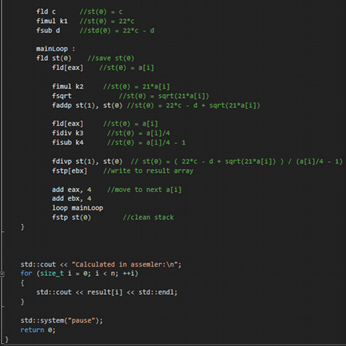 fld c //st(0) = c
fimul k1 //st(0) = 22*c
fsub d //std(0) = 22*c - d
mainLoop :
fld st(0) //save st(0)
fld[eax] //st(0) = a[i]
fimul k2 //st(0) = 21*a[i]
fsqrt //st(0) = sqrt(21*a[i])
faddp st(1), st(0) //st(0) = 22*c - d + sqrt(21*a[i])
fld[eax] //st(0) = a[i]
fidiv k3 //st(0) = a[i]/4
fisub k4 //st(0) = a[i]/4 - 1
fdivp st(1), st(0) // st(0) = ( 22*c - d + sqrt(21*a[i]) ) / (a[i]/4 - 1)
fstp[ebx] //write to result array
add eax, 4 //move to next a[i]
add ebx, 4
loop mainLoop
fstp st(0) //clean stack
}
std::cout << "Calculated in assemler:\n";
for (size_t i = 0; i < n; ++i)
{
std::cout << result[i] << std::endl;
}
std::system("pause");
return 0;
}